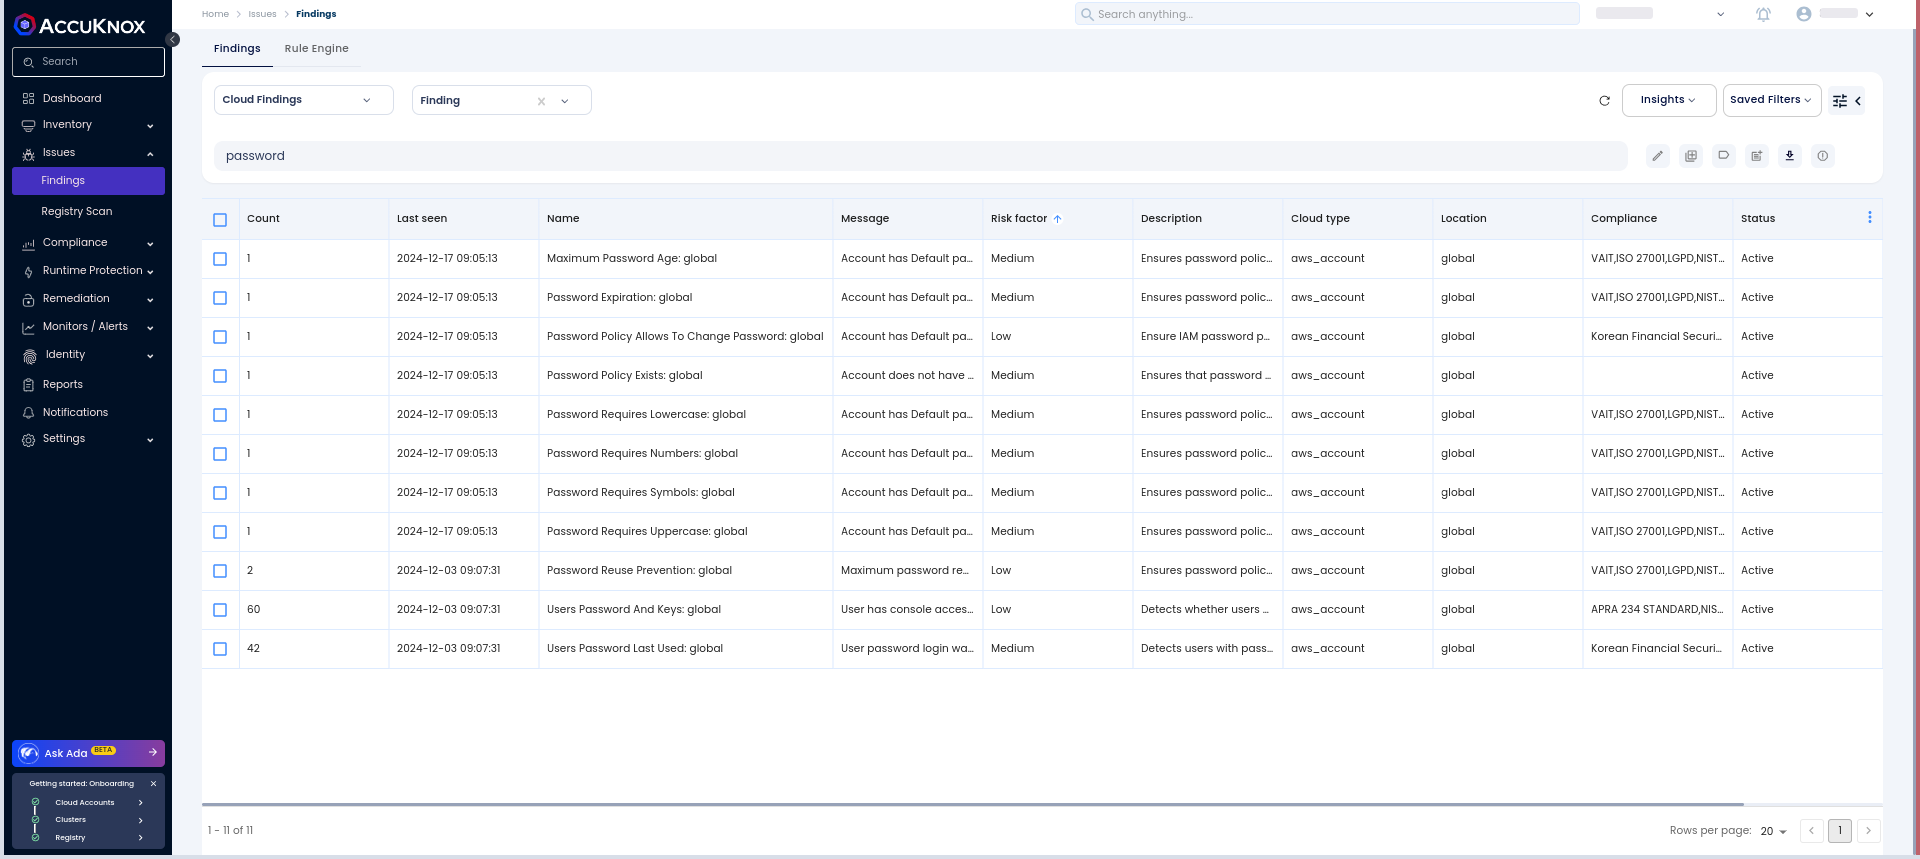 ACCUKNOX
Search
Dashboard
Inventory
Issues
Findings
Registry Scan
Compliance
Runtime Protection
Remediation
Monitors / Alerts
Identity
Reports
Notifications
Settings
Ask Ada BETA
Getting started: Onboarding
Cloud Accounts
Clusters
Registry
Home Issues Findings
Search anything...
Findings Rule Engine
Cloud Findings Finding Insights Saved Filters
password
Count Last seen Name Message Risk factor Description Cloud type Location Compliance Status
1 2024-12-17 09:05:13 Maximum Password Age: global Account has Default pa... Medium Ensures password polic... aws_account global VAIT,ISO 27001,LGPD,NIST... Active
1 2024-12-17 09:05:13 Password Expiration: global Account has Default pa... Medium Ensures password polic... aws_account global VAIT,ISO 27001,LGPD,NIST... Active
1 2024-12-17 09:05:13 Password Policy Allows To Change Password: global Account has Default pa... Low Ensure IAM password p... aws_account global Korean Financial Securi... Active
1 2024-12-17 09:05:13 Password Policy Exists: global Account does not have ... Medium Ensures that password ... aws_account global Active
1 2024-12-17 09:05:13 Password Requires Lowercase: global Account has Default pa... Medium Ensures password polic... aws_account global VAIT,ISO 27001,LGPD,NIST... Active
1 2024-12-17 09:05:13 Password Requires Numbers: global Account has Default pa... Medium Ensures password polic... aws_account global VAIT,ISO 27001,LGPD,NIST... Active
1 2024-12-17 09:05:13 Password Requires Symbols: global Account has Default pa... Medium Ensures password polic... aws_account global VAIT,ISO 27001,LGPD,NIST... Active
1 2024-12-17 09:05:13 Password Requires Uppercase: global Account has Default pa... Medium Ensures password polic... aws_account global VAIT,ISO 27001,LGPD,NIST... Active
2 2024-12-03 09:07:31 Password Reuse Prevention: global Maximum password re... Low Ensures password polic... aws_account global VAIT,ISO 27001,LGPD,NIST... Active
60 2024-12-03 09:07:31 Users Password And Keys: global User has console acces... Low Detects whether users ... aws_account global APRA 234 STANDARD,NIS... Active
42 2024-12-03 09:07:31 Users Password Last Used: global User password login wa... Medium Detects users with pass... aws_account global Korean Financial Securi... Active
1 - 11 of 11 Rows per page: 20 1